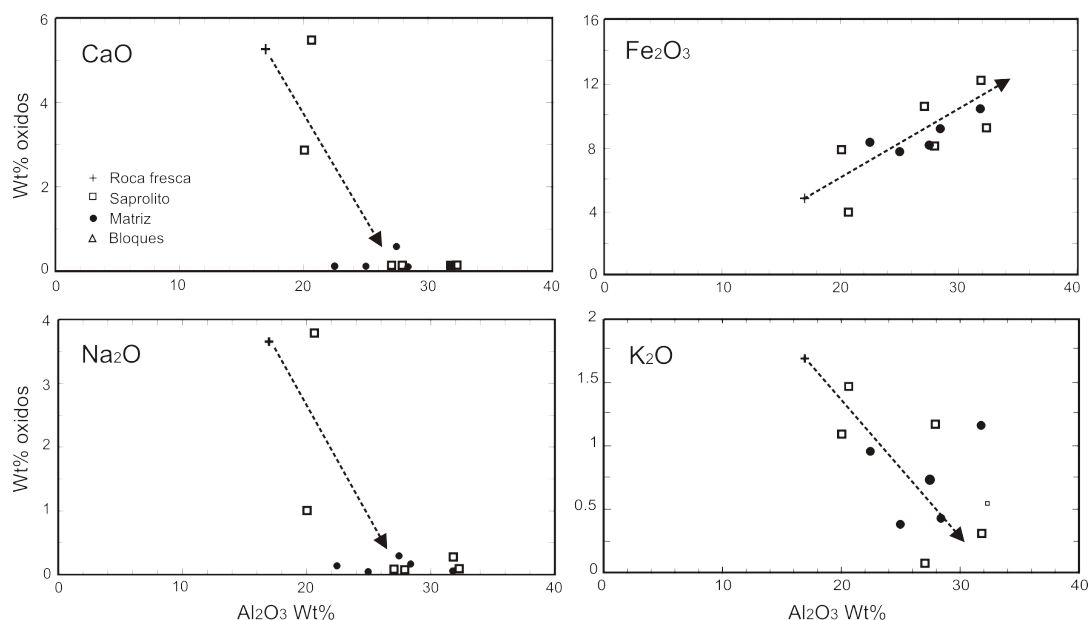 6
CaO
4
2
0
Wt% oxidos
Roca fresca
Saprolito
Matriz
Bloques
0 10 20 30 40
16
Fe2O3
12
8
4
0
0 10 20 30 40
4
Na2O
3
2
1
0
Wt% oxidos
0 10 20 30 40
Al2O3 Wt%
2
K2O
1.5
1
0.5
0
0 10 20 30 40
Al2O3 Wt%